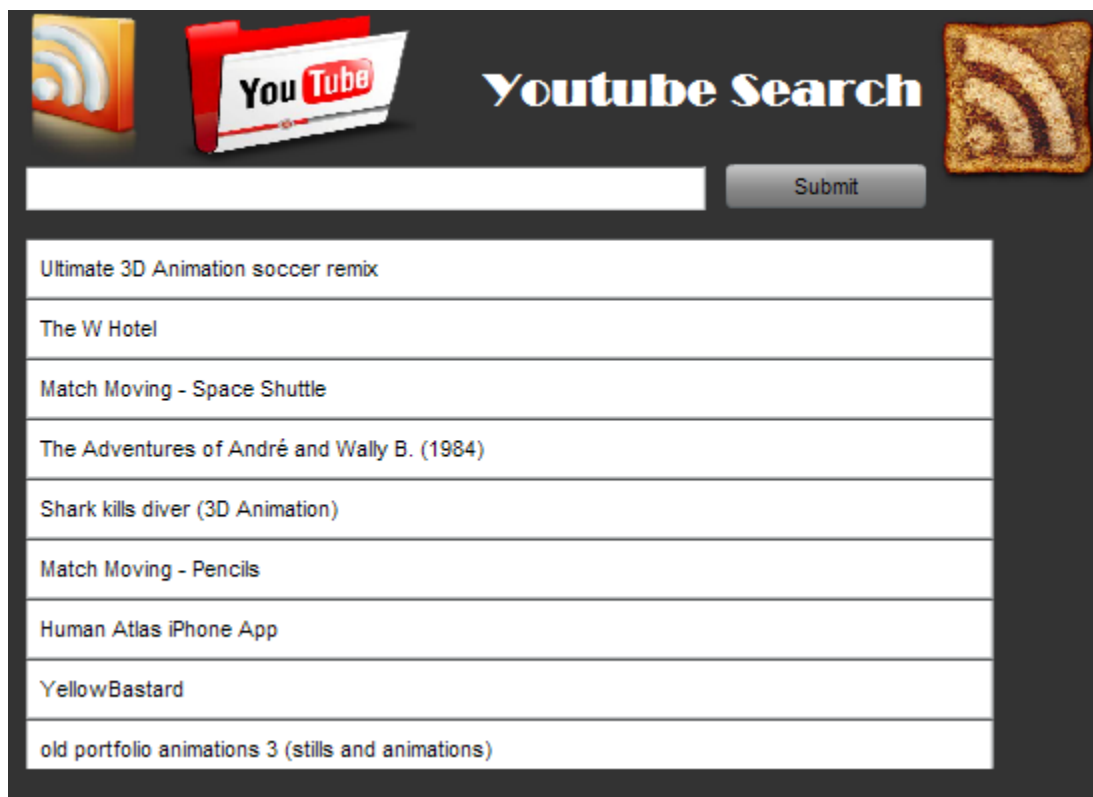 You Tube
Youtube Search
Submit
Ultimate 3D Animation soccer remix
The W Hotel
Match Moving - Space Shuttle
The Adventures of André and Wally B. (1984)
Shark kills diver (3D Animation)
Match Moving - Pencils
Human Atlas iPhone App
YellowBastard
old portfolio animations 3 (stills and animations)